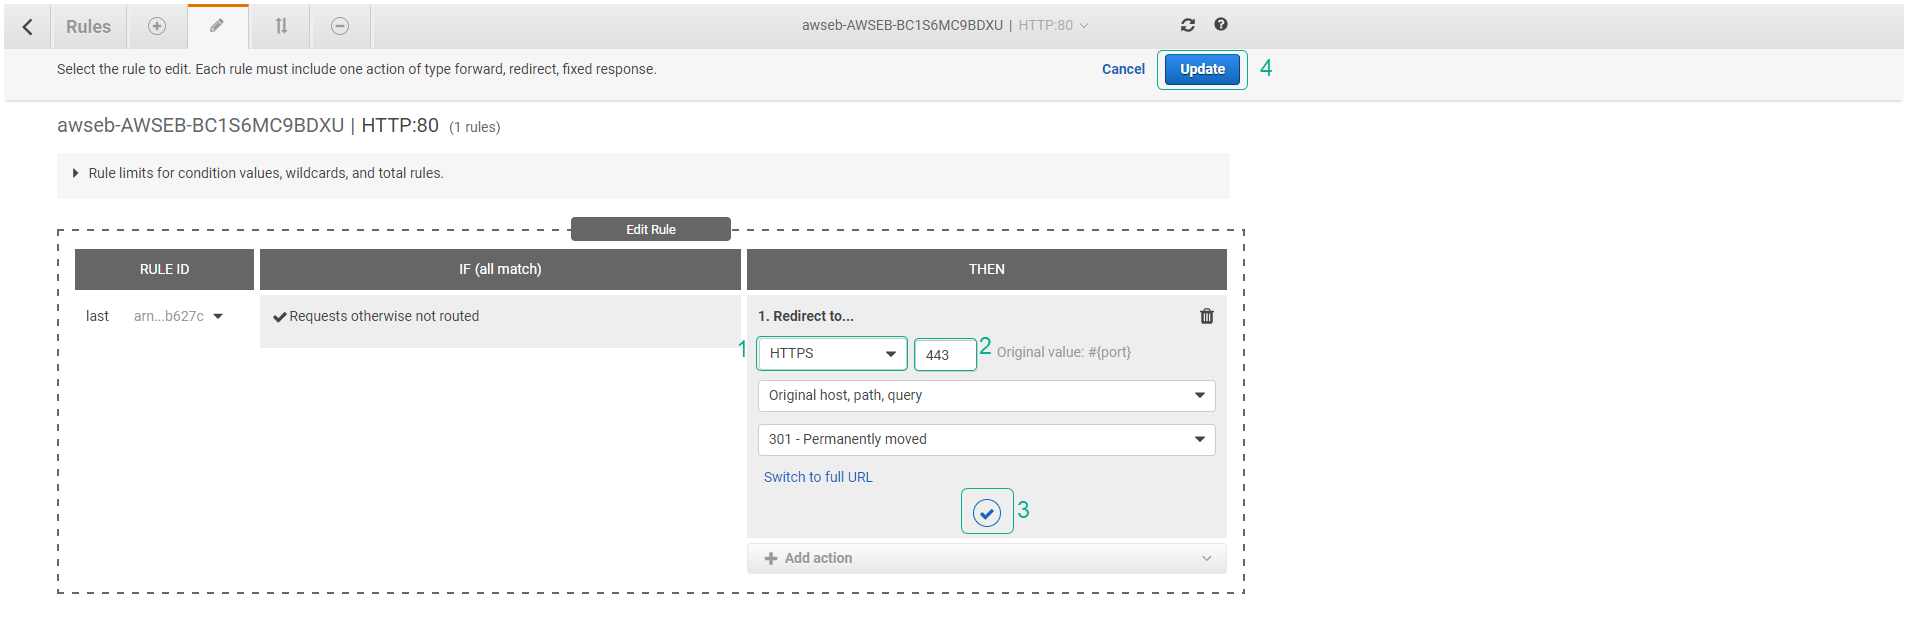 Rules
awseb-AWSEB-BC1S6MC9BDXU | HTTP:80
Select the rule to edit. Each rule must include one action of type forward, redirect, fixed response.
Cancel Update 4
awseb-AWSEB-BC1S6MC9BDXU | HTTP:80 (1 rules)
Rule limits for condition values, wildcards, and total rules.
Edit Rule
RULE ID IF (all match) THEN
last arn...b627c Requests otherwise not routed 1. Redirect to...
1 HTTPS 443 2 Original value: #{port}
Original host, path, query
301 - Permanently moved
Switch to full URL
3
Add action